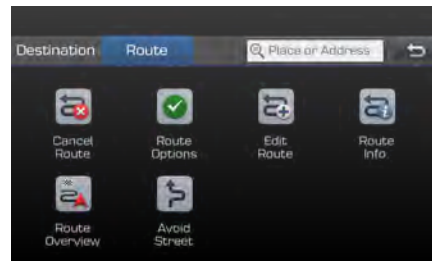 Destination
Route
Place or Address
Cancel
Route
Route
Options
Edit
Route
Route
Info
Route
Overview
Avoid
Street